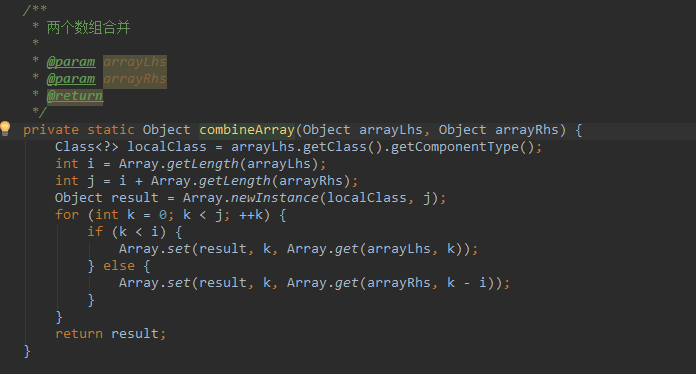 /**
 * 两个数组合并
 *
 * @param arrayLhs
 * @param arrayRhs
 * @return
 */
private static Object combineArray(Object arrayLhs, Object arrayRhs) {
    Class<?> localClass = arrayLhs.getClass().getComponentType();
    int i = Array.getLength(arrayLhs);
    int j = i + Array.getLength(arrayRhs);
    Object result = Array.newInstance(localClass, j);
    for (int k = 0; k < j; ++k) {
        if (k < i) {
            Array.set(result, k, Array.get(arrayLhs, k));
        } else {
            Array.set(result, k, Array.get(arrayRhs, k - i));
        }
    }
    return result;
}